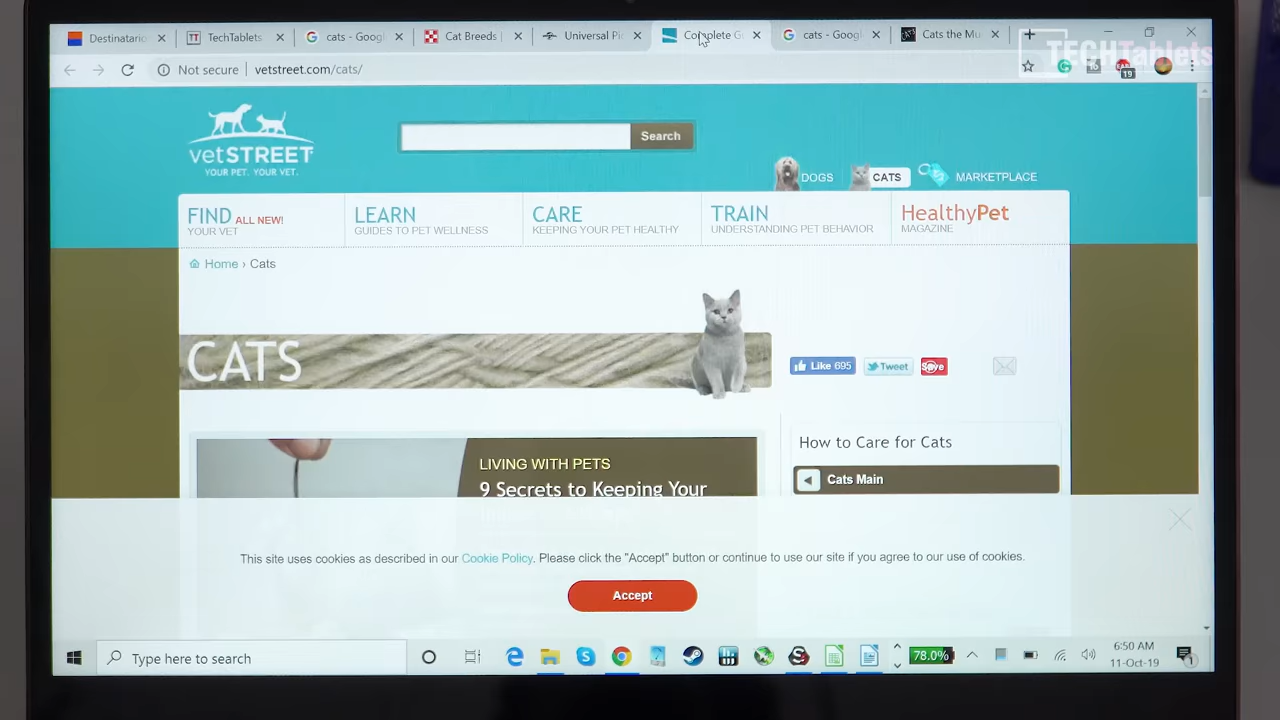 Destinatario
TechTablets
cats - Googl
Cat Breeds
Universal Pi
Complete G
cats - Googl
Cats the Mu
TECHTablets
Not secure
vetstreet.com/cats/
19
vetSTREET
YOUR PET. YOUR VET.
Search
DOGS
CATS
MARKETPLACE
FIND ALL NEW!
YOUR VET
LEARN
GUIDES TO PET WELLNESS
CARE
KEEPING YOUR PET HEALTHY
TRAIN
UNDERSTANDING PET BEHAVIOR
HealthyPet
MAGAZINE
Home › Cats
CATS
Like 695
Tweet
Save
How to Care for Cats
Cats Main
LIVING WITH PETS
9 Secrets to Keeping Your
This site uses cookies as described in our Cookie Policy. Please click the "Accept" button or continue to use our site if you agree to our use of cookies.
Accept
Type here to search
78.0%
6:50 AM
11-Oct-19
1